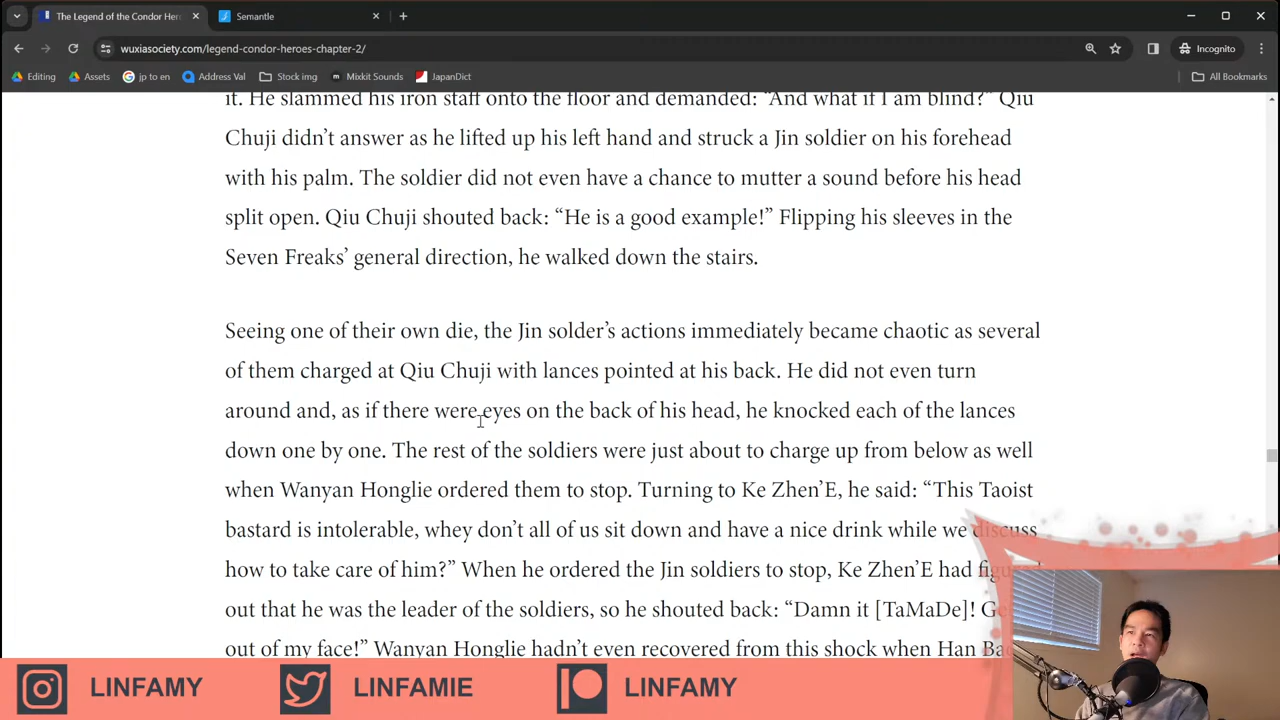 The Legend of the Condor Her
Semantle
wuxiasociety.com/legend-condor-heroes-chapter-2/
Incognito
Editing
Assets
jp to en
Address Val
Stock img
Mixkit Sounds
JapanDict
All Bookmarks
it. He slammed his iron staff onto the floor and demanded: “And what if I am blind?” Qiu
Chuji didn’t answer as he lifted up his left hand and struck a Jin soldier on his forehead
with his palm. The soldier did not even have a chance to mutter a sound before his head
split open. Qiu Chuji shouted back: “He is a good example!” Flipping his sleeves in the
Seven Freaks’ general direction, he walked down the stairs.
Seeing one of their own die, the Jin solder’s actions immediately became chaotic as several
of them charged at Qiu Chuji with lances pointed at his back. He did not even turn
around and, as if there were eyes on the back of his head, he knocked each of the lances
down one by one. The rest of the soldiers were just about to charge up from below as well
when Wanyan Honglie ordered them to stop. Turning to Ke Zhen’E, he said: “This Taoist
bastard is intolerable, whey don’t all of us sit down and have a nice drink while we discuss
how to take care of him?” When he ordered the Jin soldiers to stop, Ke Zhen’E had
out that he was the leader of the soldiers, so he shouted back: “Damn it [TaMaDe]!
out of my face!” Wanyan Honglie hadn’t even recovered from this shock when Han
LINFAMY
LINFAMIE
LINFAMY